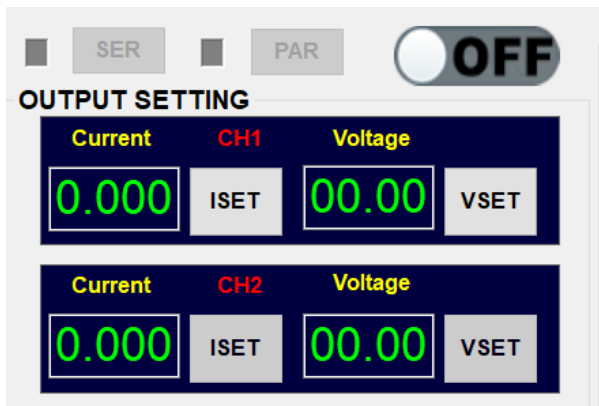 SER PAR OFF
OUTPUT SETTING
Current CH1 Voltage
0.000 ISET 00.00 VSET
Current CH2 Voltage
0.000 ISET 00.00 VSET